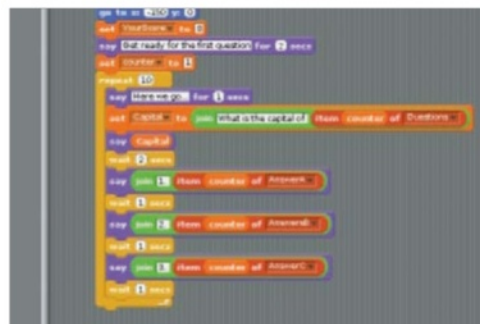 go to x: -150 y: 0
set YourScore to 0
say Get ready for the first question for 2 secs
set counter to 1
repeat 10
say Here we go... for 1 secs
set Capital to join What is the capital of item counter of Questions
say Capital
wait 2 secs
say join 1. item counter of AnswerA
wait 1 secs
say join 2. item counter of AnswersB
wait 1 secs
say join 3. item counter of AnswerC
wait 1 secs